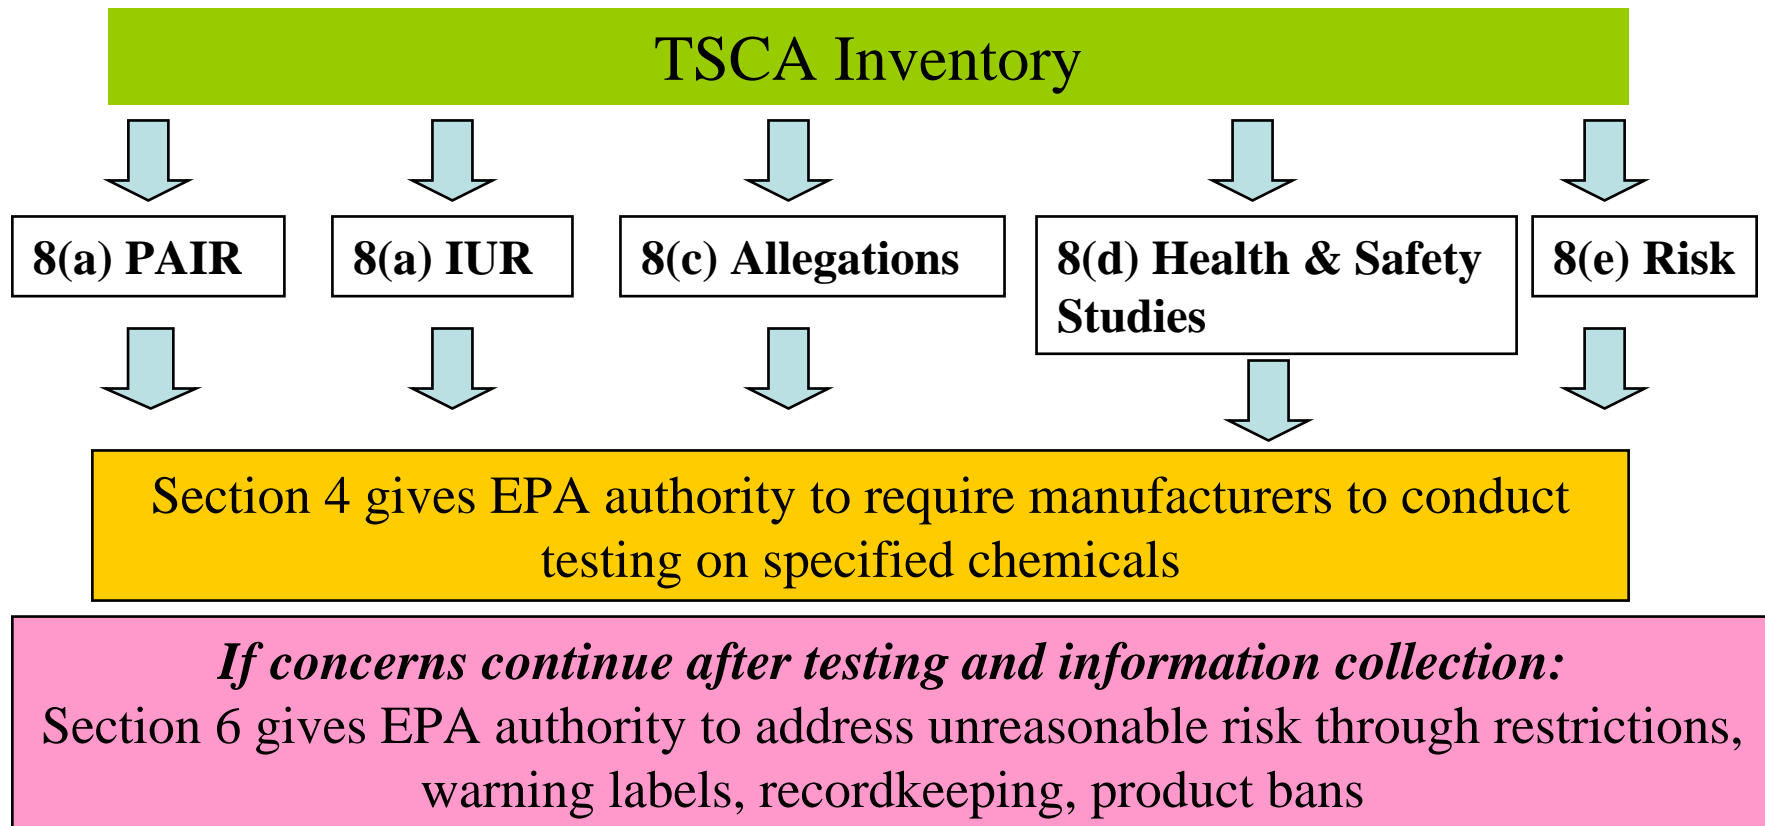 TSCA Inventory
8(a) PAIR
8(a) IUR
8(c) Allegations
8(d) Health & Safety
Studies
8(e) Risk
Section 4 gives EPA authority to require manufacturers to conduct
testing on specified chemicals
If concerns continue after testing and information collection:
Section 6 gives EPA authority to address unreasonable risk through restrictions,
warning labels, recordkeeping, product bans